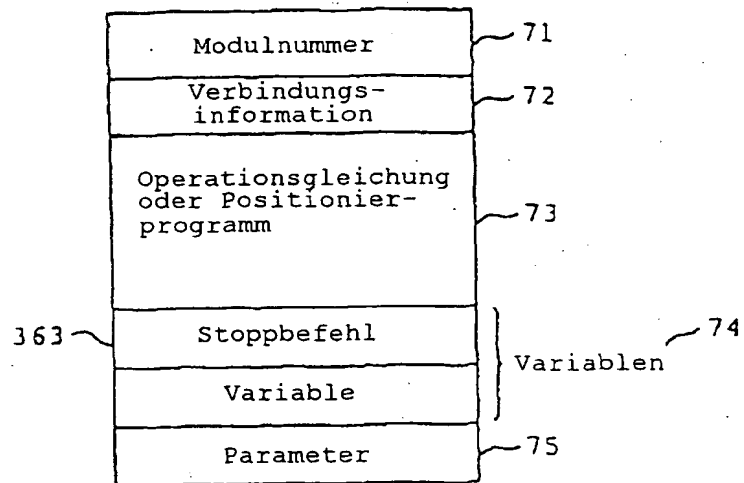 Modulnummer
71
Verbindungs-
information
72
Operationsgleichung
oder Positionier-
programm
73
363
Stoppbefehl
Variable
Variablen
74
Parameter
75